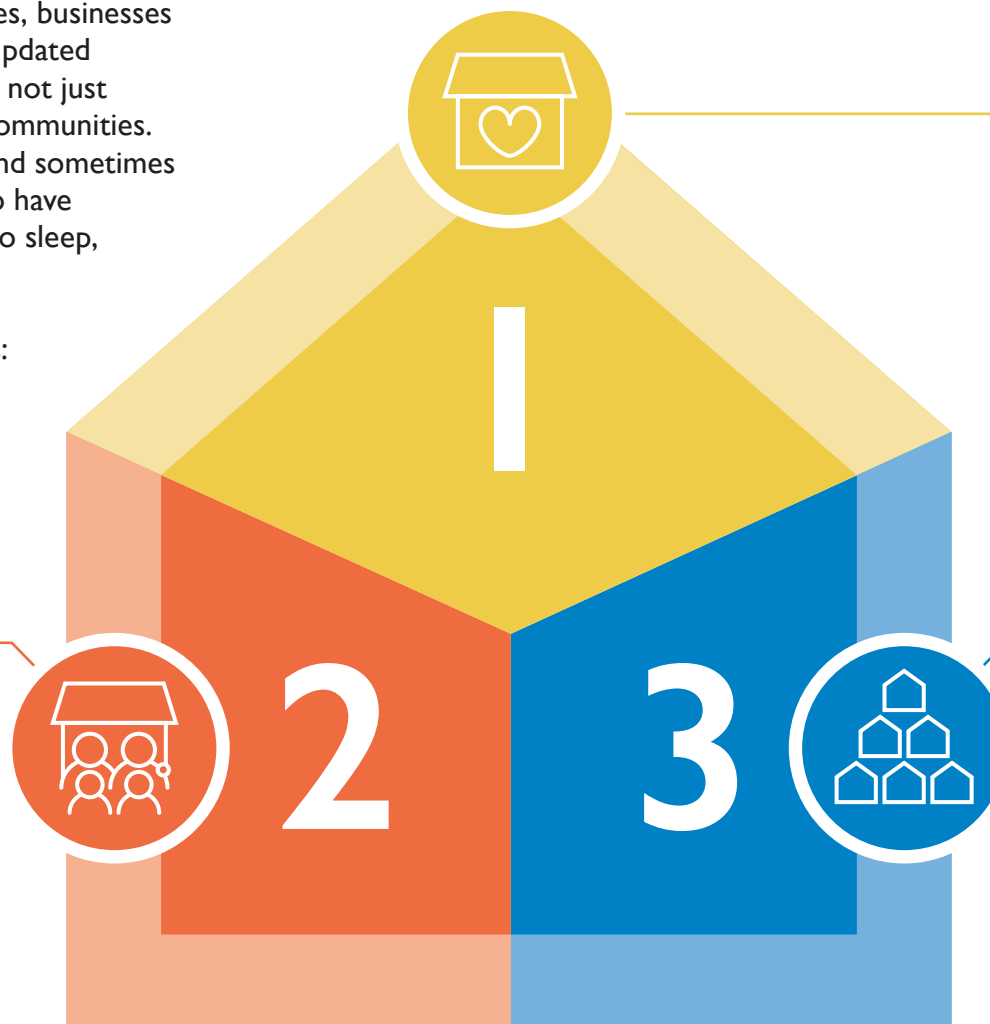 es, businesses
pdated
not just
ommunities.
nd sometimes
o have
o sleep,
:
1
2
3